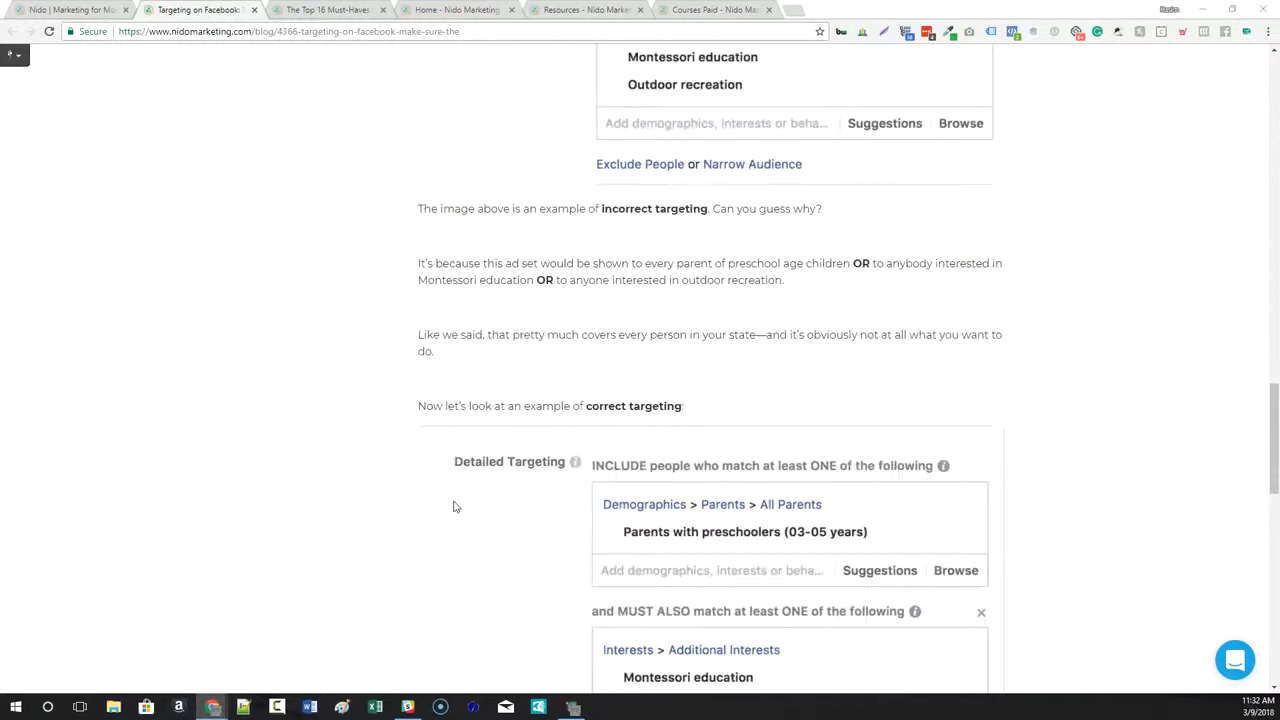 Nido | Marketing for Mo
Targeting on Facebook:
The Top 16 Must-Haves
Home - Nido Marketing
Resources - Nido Marke
Courses Paid - Nido Mar
Secure
https://www.nidomarketing.com/blog/4366-targeting-on-facebook-make-sure-the
Montessori education
Outdoor recreation
Add demographics, interests or beha... Suggestions Browse
Exclude People or Narrow Audience
The image above is an example of incorrect targeting. Can you guess why?
It's because this ad set would be shown to every parent of preschool age children OR to anybody interested in
Montessori education OR to anyone interested in outdoor recreation.
Like we said, that pretty much covers every person in your state—and it's obviously not at all what you want to
do.
Now let's look at an example of correct targeting:
Detailed Targeting
INCLUDE people who match at least ONE of the following
Demographics > Parents > All Parents
Parents with preschoolers (03-05 years)
Add demographics, interests or beha... Suggestions Browse
and MUST ALSO match at least ONE of the following
Interests > Additional Interests
Montessori education
11:32 AM
3/9/2018